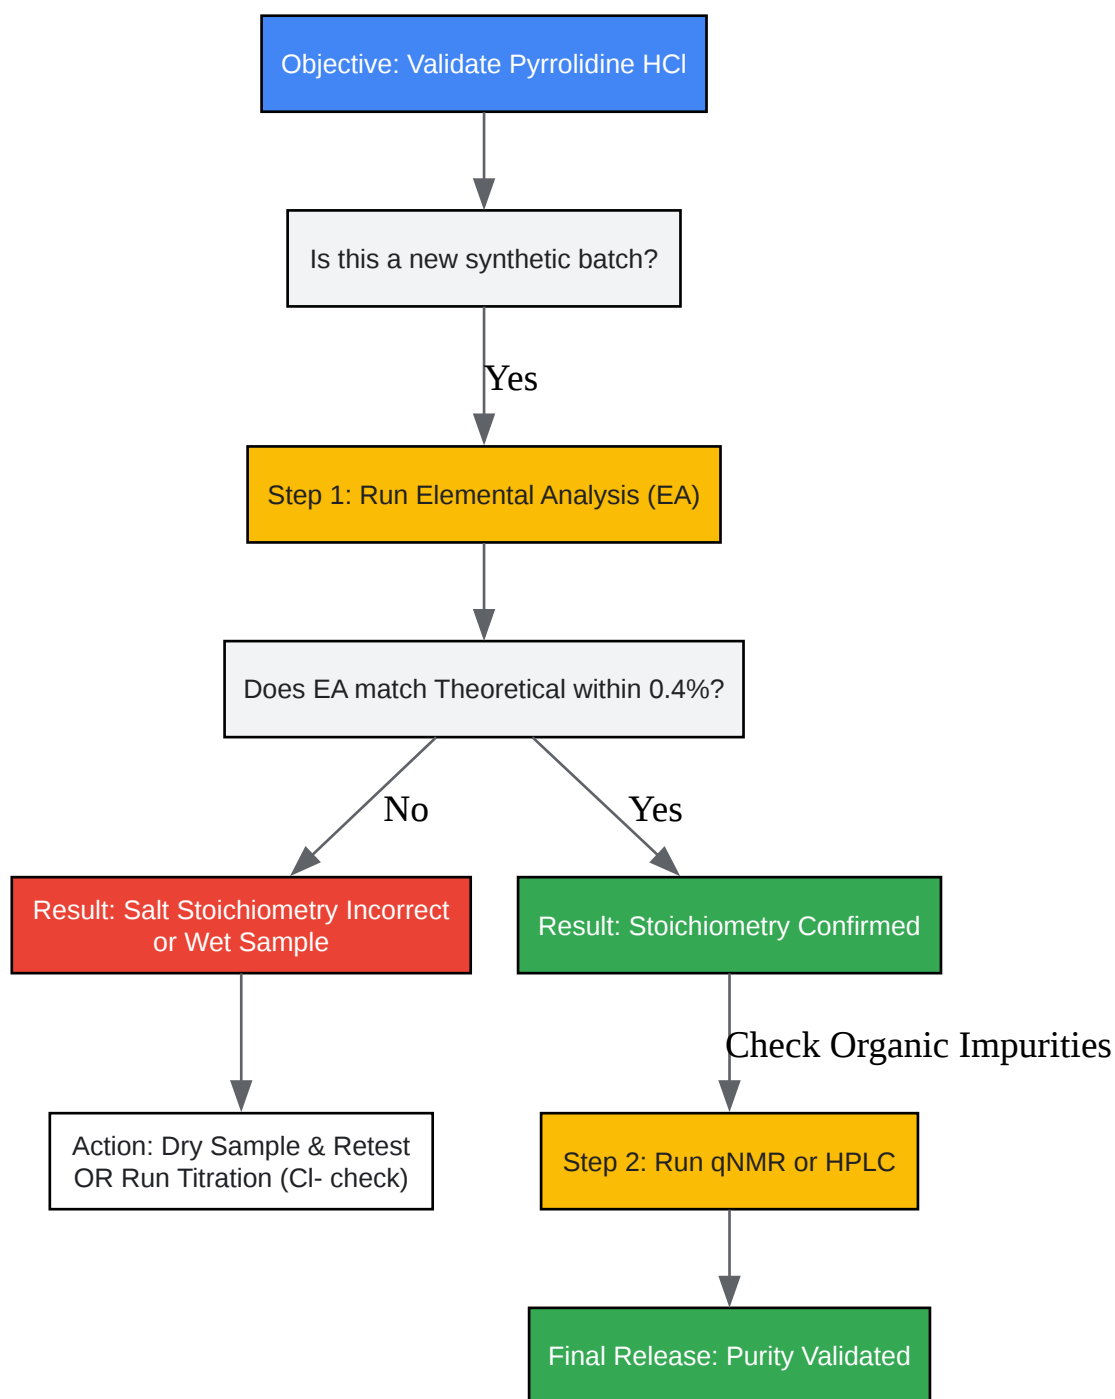 Objective: Validate Pyrrolidine HCl
Is this a new synthetic batch?
Yes
Step 1: Run Elemental Analysis (EA)
Does EA match Theoretical within 0.4%?
No
Yes
Result: Salt Stoichiometry Incorrect
or Wet Sample
Result: Stoichiometry Confirmed
Check Organic Impurities
Action: Dry Sample & Retest
OR Run Titration (Cl- check)
Step 2: Run qNMR or HPLC
Final Release: Purity Validated